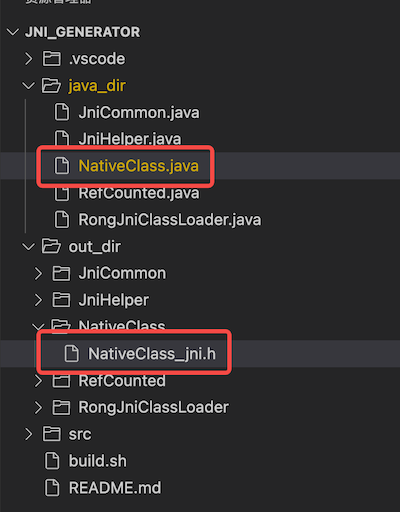 资源管理器
JNI_GENERATOR
.vscode
java_dir
JniCommon.java
JniHelper.java
NativeClass.java
RefCounted.java
RongJniClassLoader.java
out_dir
JniCommon
JniHelper
NativeClass
NativeClass_jni.h
RefCounted
RongJniClassLoader
src
build.sh
README.md